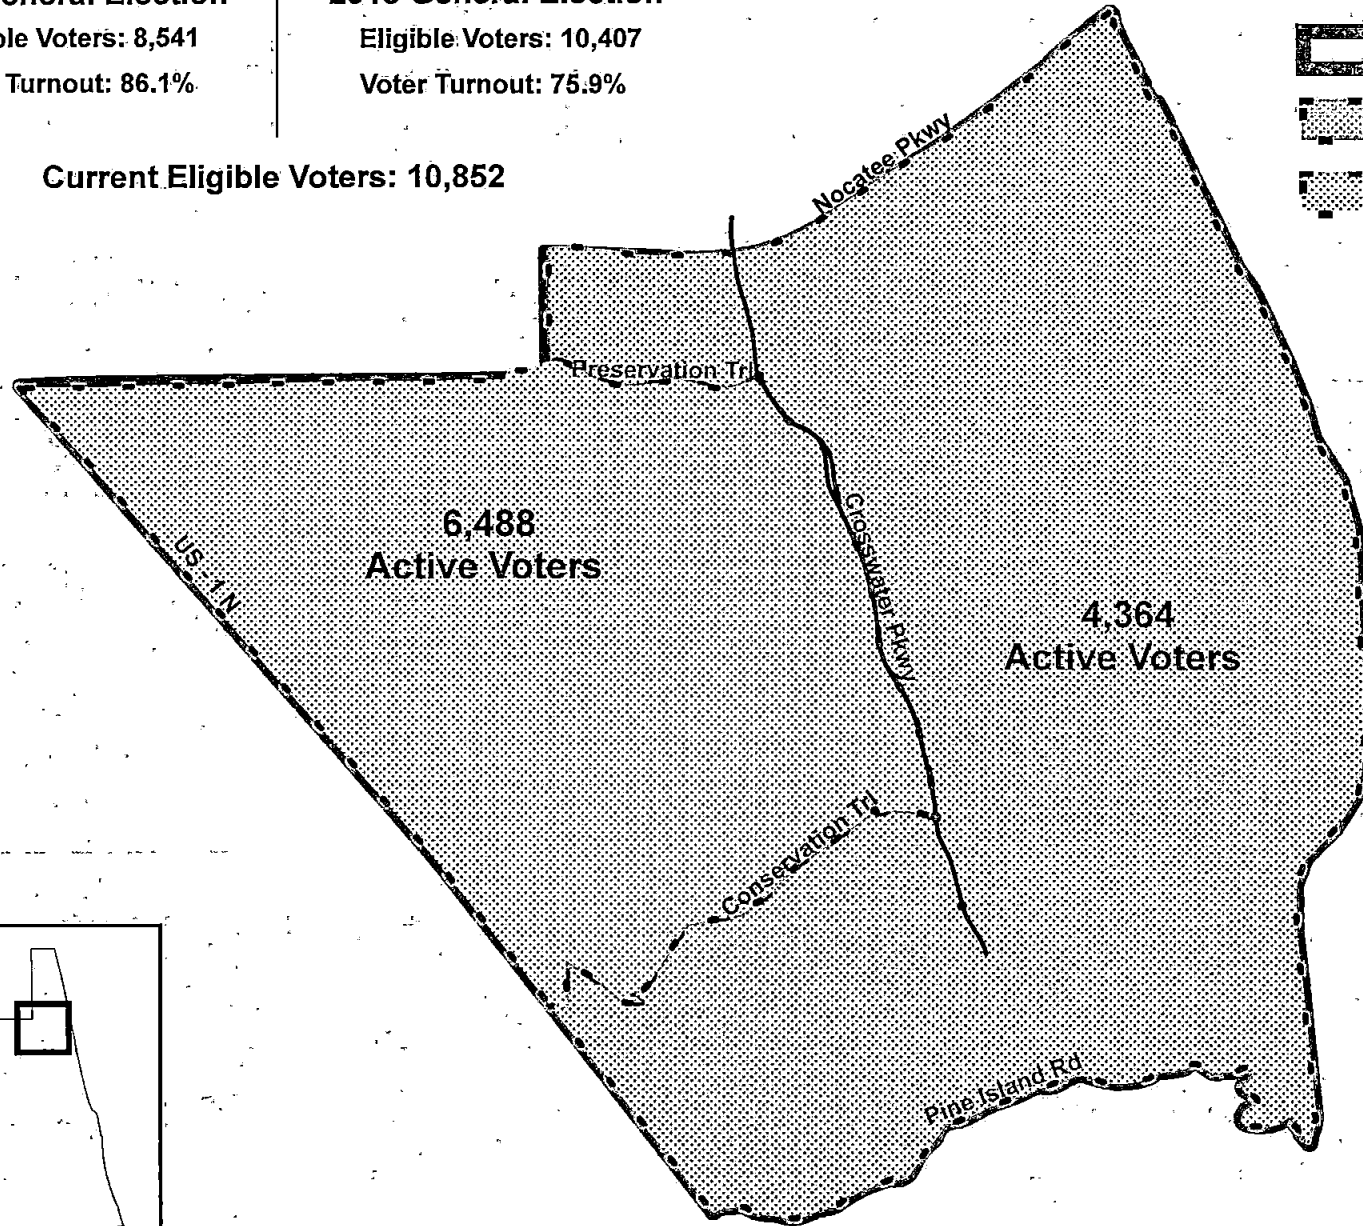 Eligible Voters: 10,407
Voters: 8,541
Turnout: 86.1%
Voter Turnout: 75.9%
Current Eligible Voters: 10,852
Nocatee Pkwy
Preservation Trl
6,488
Active Voters
US - 1 N
Crosswater Pkwy
4,364
Active Voters
Conservation Trl
Pine Island Rd